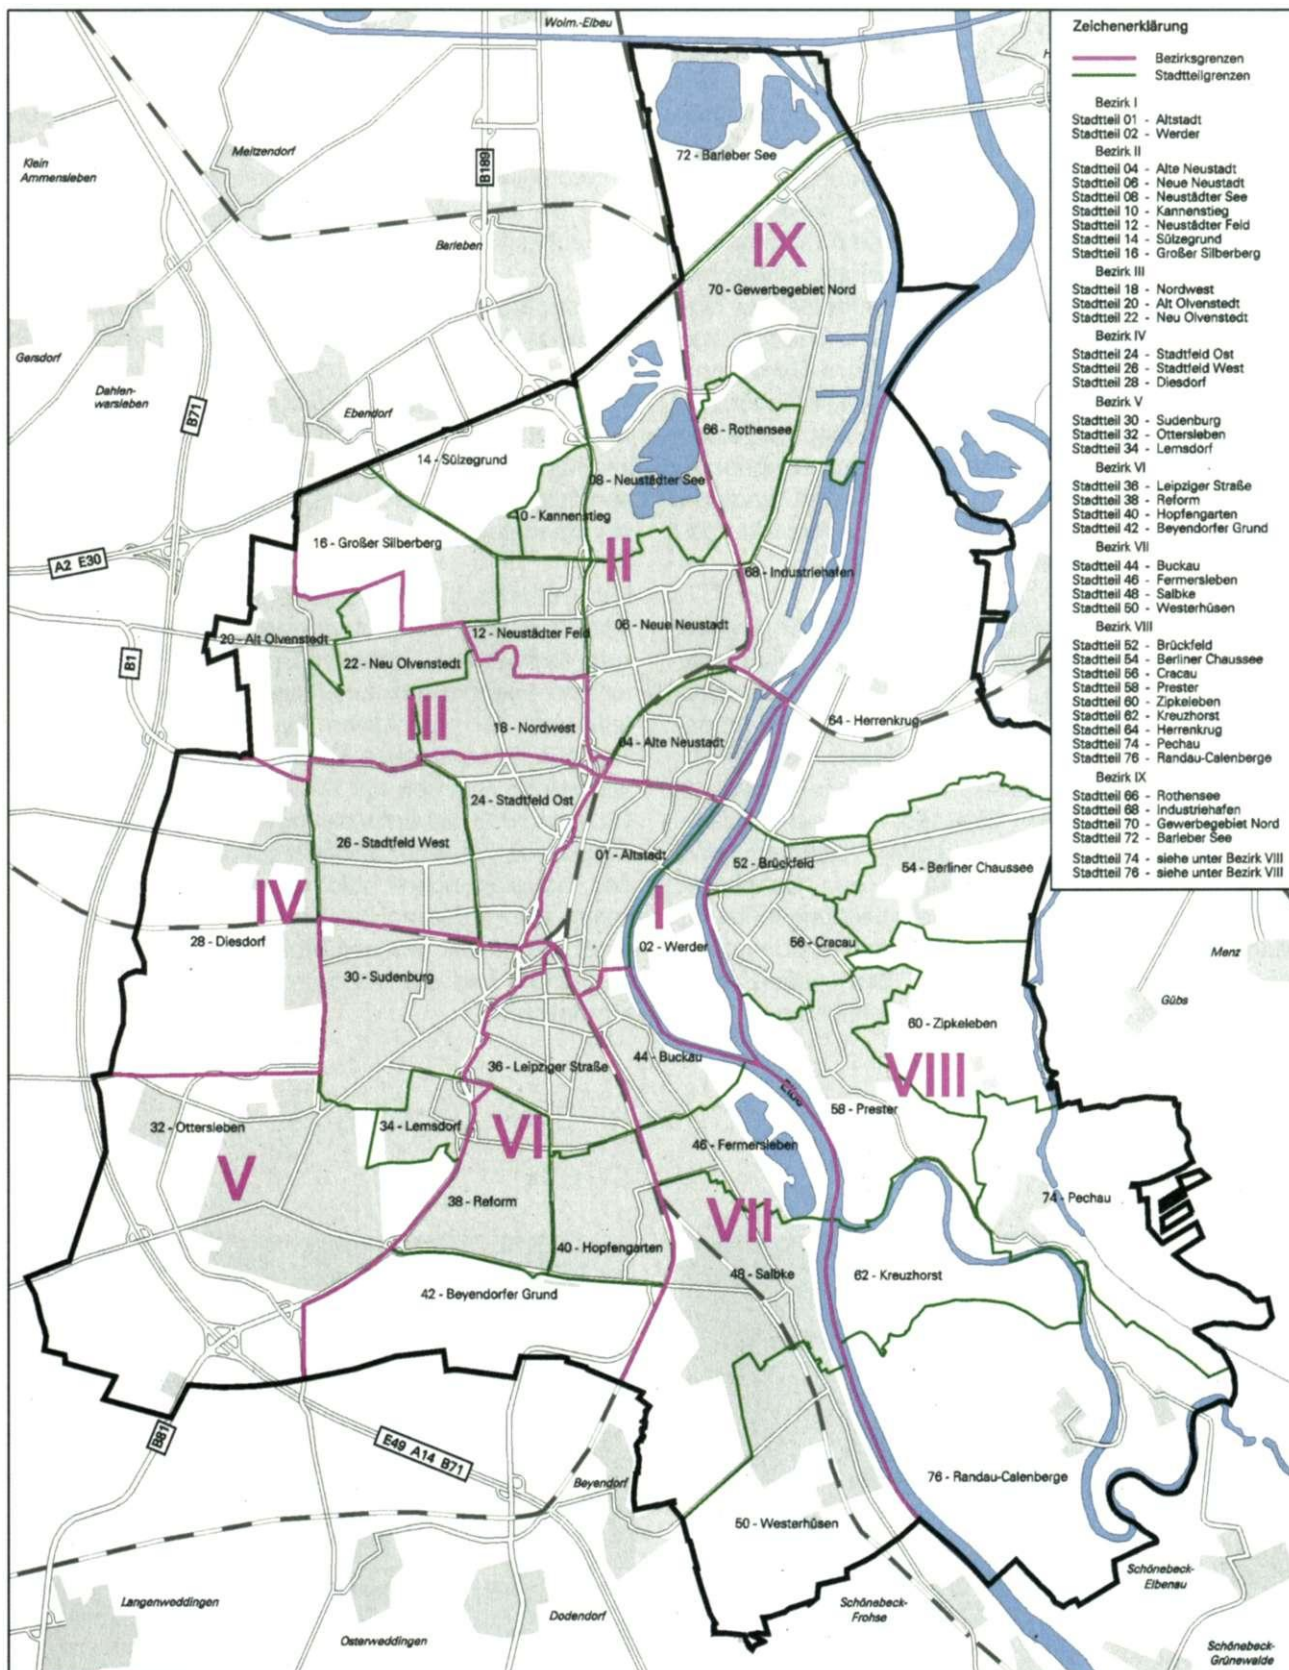 Wolm.-Elbeu
Klein
Ammensleben
Meitzendorf
B189
Barleben
72 - Barleber See
IX
70 - Gewerbegebiet Nord
Gersdorf
Dahlen-
warsleben
B71
Ebendorf
14 - Sülzegrund
66 - Rothensee
08 - Neustädter See
10 - Kannenstieg
16 - Großer Silberberg
A2 E30
II
68 - Industriehafen
20 - Alt Olvenstedt
12 - Neustädter Feld
06 - Neue Neustadt
22 - Neu Olvenstedt
B1
III
18 - Nordwest
04 - Alte Neustadt
64 - Herrenkrug
24 - Stadtfeld Ost
26 - Stadtfeld West
01 - Altstadt
52 - Brückfeld
54 - Berliner Chaussee
IV
I
28 - Diesdorf
02 - Werder
56 - Cracau
30 - Sudenburg
Menz
Gübs
60 - Zipkeleben
44 - Buckau
36 - Leipziger Straße
VIII
Elbe
58 - Prester
32 - Ottersleben
34 - Lemsdorf
VI
46 - Fermersleben
V
38 - Reform
74 - Pechau
VII
40 - Hopfengarten
48 - Salbke
62 - Kreuzhorst
42 - Beyendorfer Grund
B81
E49 A14 B71
Beyendorf
76 - Randau-Calenberge
50 - Westerhüsen
Langenweddingen
Osterweddingen
Dodendorf
Schönebeck-
Frohse
Schönebeck-
Elbenau
Schönebeck-
Grünewalde
Zeichenerklärung
Bezirksgrenzen
Stadtteilgrenzen
Bezirk I
Stadtteil 01 - Altstadt
Stadtteil 02 - Werder
Bezirk II
Stadtteil 04 - Alte Neustadt
Stadtteil 06 - Neue Neustadt
Stadtteil 08 - Neustädter See
Stadtteil 10 - Kannenstieg
Stadtteil 12 - Neustädter Feld
Stadtteil 14 - Sülzegrund
Stadtteil 16 - Großer Silberberg
Bezirk III
Stadtteil 18 - Nordwest
Stadtteil 20 - Alt Olvenstedt
Stadtteil 22 - Neu Olvenstedt
Bezirk IV
Stadtteil 24 - Stadtfeld Ost
Stadtteil 26 - Stadtfeld West
Stadtteil 28 - Diesdorf
Bezirk V
Stadtteil 30 - Sudenburg
Stadtteil 32 - Ottersleben
Stadtteil 34 - Lemsdorf
Bezirk VI
Stadtteil 36 - Leipziger Straße
Stadtteil 38 - Reform
Stadtteil 40 - Hopfengarten
Stadtteil 42 - Beyendorfer Grund
Bezirk VII
Stadtteil 44 - Buckau
Stadtteil 46 - Fermersleben
Stadtteil 48 - Salbke
Stadtteil 50 - Westerhüsen
Bezirk VIII
Stadtteil 52 - Brückfeld
Stadtteil 54 - Berliner Chaussee
Stadtteil 56 - Cracau
Stadtteil 58 - Prester
Stadtteil 60 - Zipkeleben
Stadtteil 62 - Kreuzhorst
Stadtteil 64 - Herrenkrug
Stadtteil 74 - Pechau
Stadtteil 76 - Randau-Calenberge
Bezirk IX
Stadtteil 66 - Rothensee
Stadtteil 68 - Industriehafen
Stadtteil 70 - Gewerbegebiet Nord
Stadtteil 72 - Barleber See
Stadtteil 74 - siehe unter Bezirk VIII
Stadtteil 76 - siehe unter Bezirk VIII